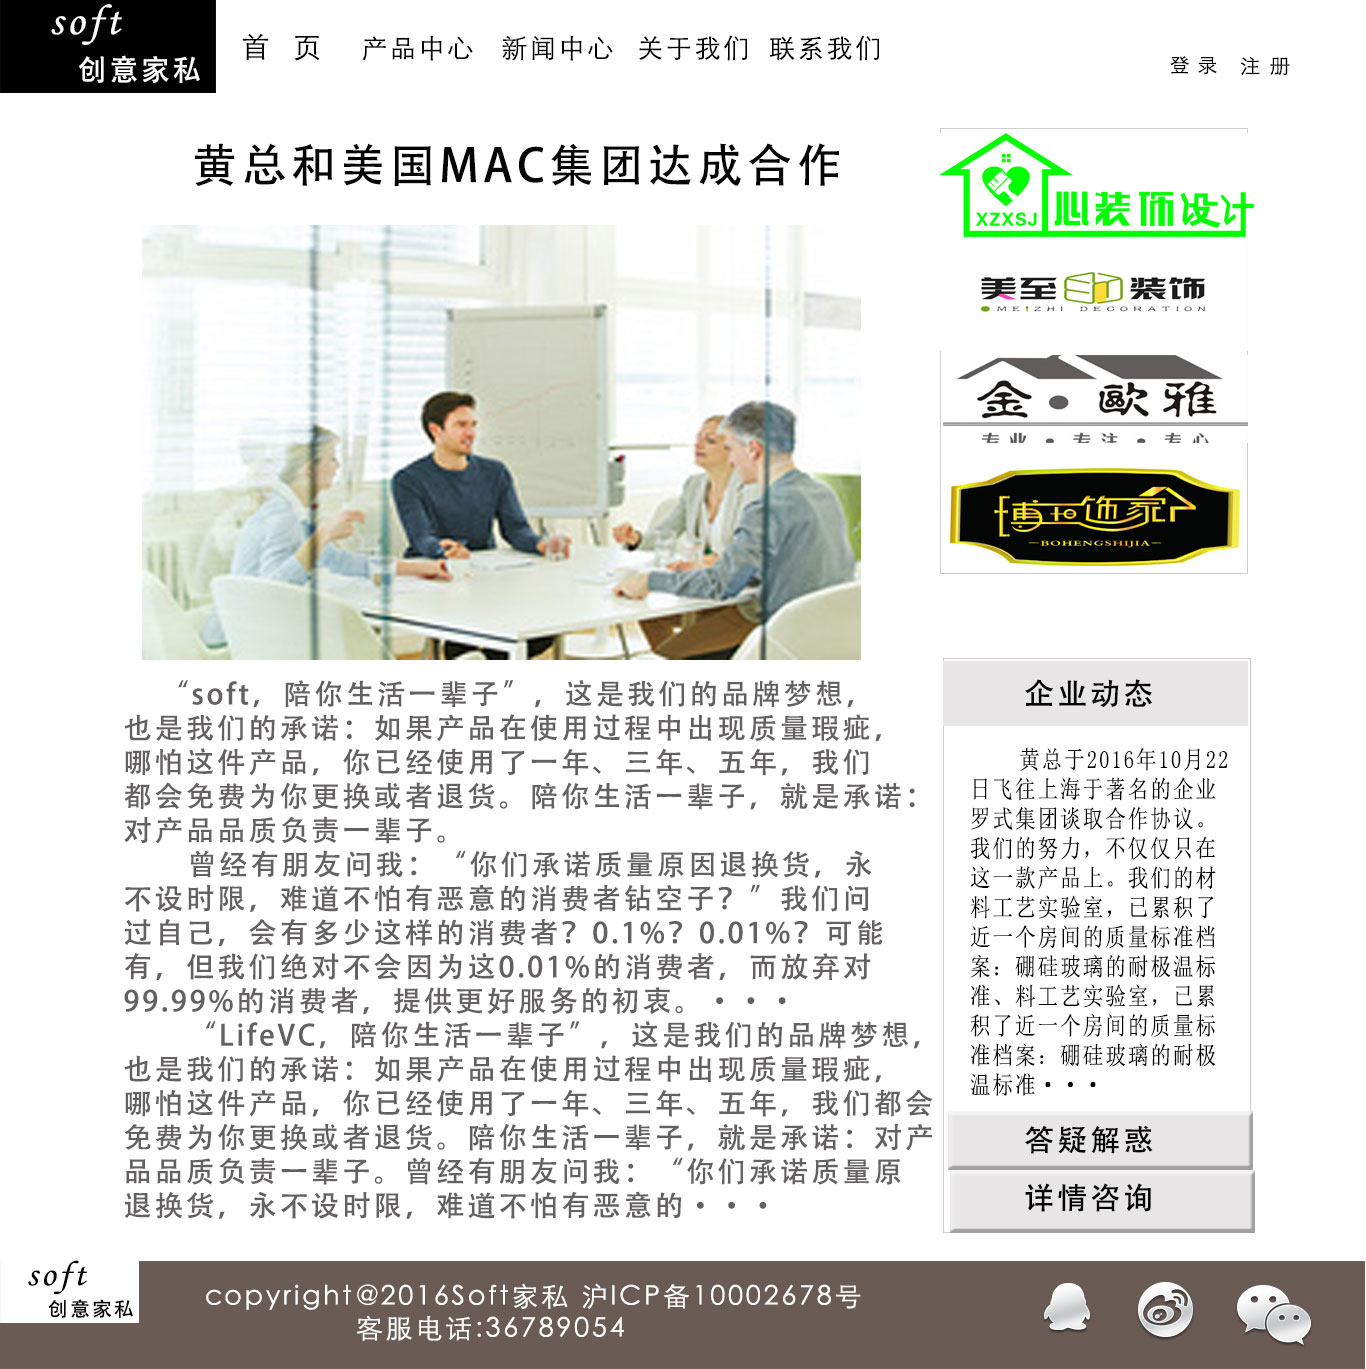 soft
创意家私
首 页 产品中心 新闻中心 关于我们 联系我们
登录 注册
黄总和美国MAC集团达成合作
XZXSJ 心装饰设计
美至 装饰
MEIZHI DECORATION
金·歐雅
专业·专注·专心
博恒饰家
BOHENGSHIJIA
“soft，陪你生活一辈子”，这是我们的品牌梦想，
也是我们的承诺：如果产品在使用过程中出现质量瑕疵，
哪怕这件产品，你已经使用了一年、三年、五年，我们
都会免费为你更换或者退货。陪你生活一辈子，就是承诺：
对产品品质负责一辈子。
曾经有朋友问我：“你们承诺质量原因退换货，永
不设时限，难道不怕有恶意的消费者钻空子？”我们问
过自己，会有多少这样的消费者？0.1%？0.01%？可能
有，但我们绝对不会因为这0.01%的消费者，而放弃对
99.99%的消费者，提供更好服务的初衷。···
“LifeVC，陪你生活一辈子”，这是我们的品牌梦想，
也是我们的承诺：如果产品在使用过程中出现质量瑕疵，
哪怕这件产品，你已经使用了一年、三年、五年，我们都会
免费为你更换或者退货。陪你生活一辈子，就是承诺：对产
品品质负责一辈子。曾经有朋友问我：“你们承诺质量原
退换货，永不设时限，难道不怕有恶意的···
企业动态
黄总于2016年10月22
日飞往上海于著名的企业
罗式集团谈取合作协议。
我们的努力，不仅仅只在
这一款产品上。我们的材
料工艺实验室，已累积了
近一个房间的质量标准档
案：硼硅玻璃的耐极温标
准、料工艺实验室，已累
积了近一个房间的质量标
准档案：硼硅玻璃的耐极
温标准···
答疑解惑
详情咨询
soft
创意家私
copyright@2016Soft家私 沪ICP备10002678号
客服电话:36789054